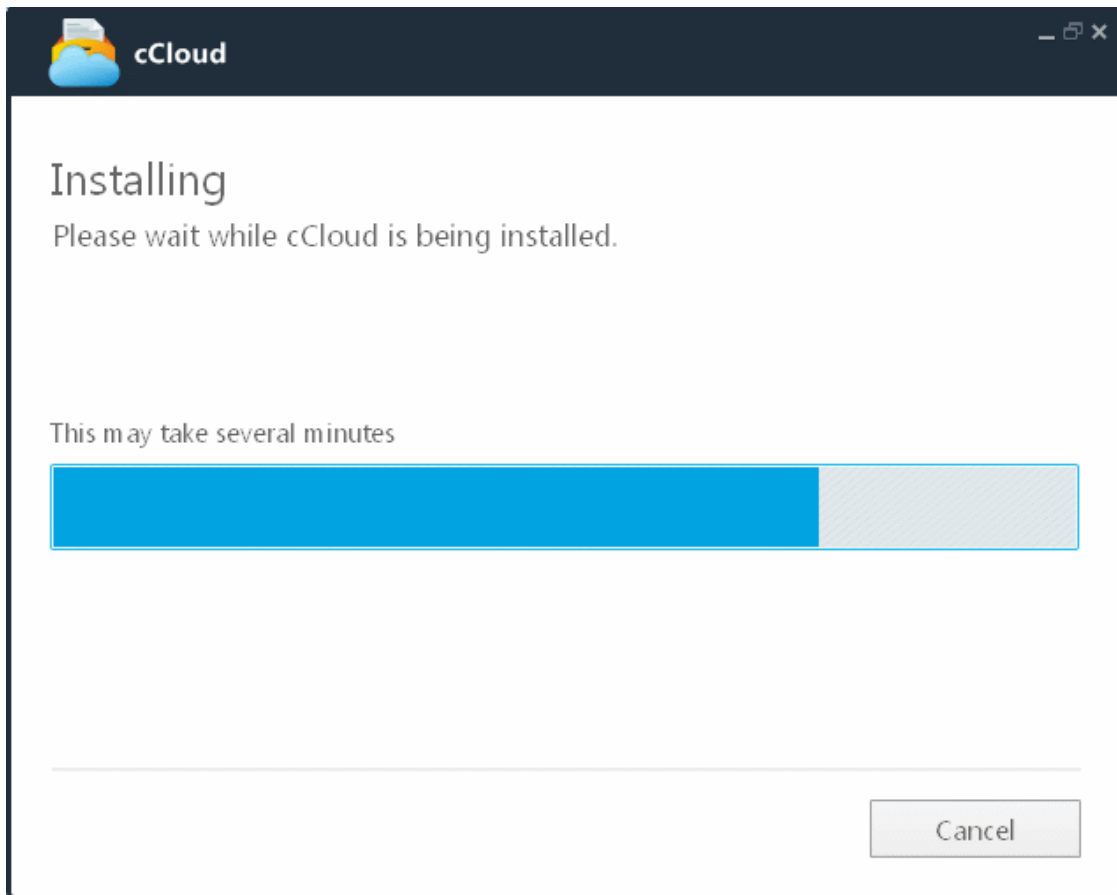 cCloud
Installing
Please wait while cCloud is being installed.
This may take several minutes
Cancel